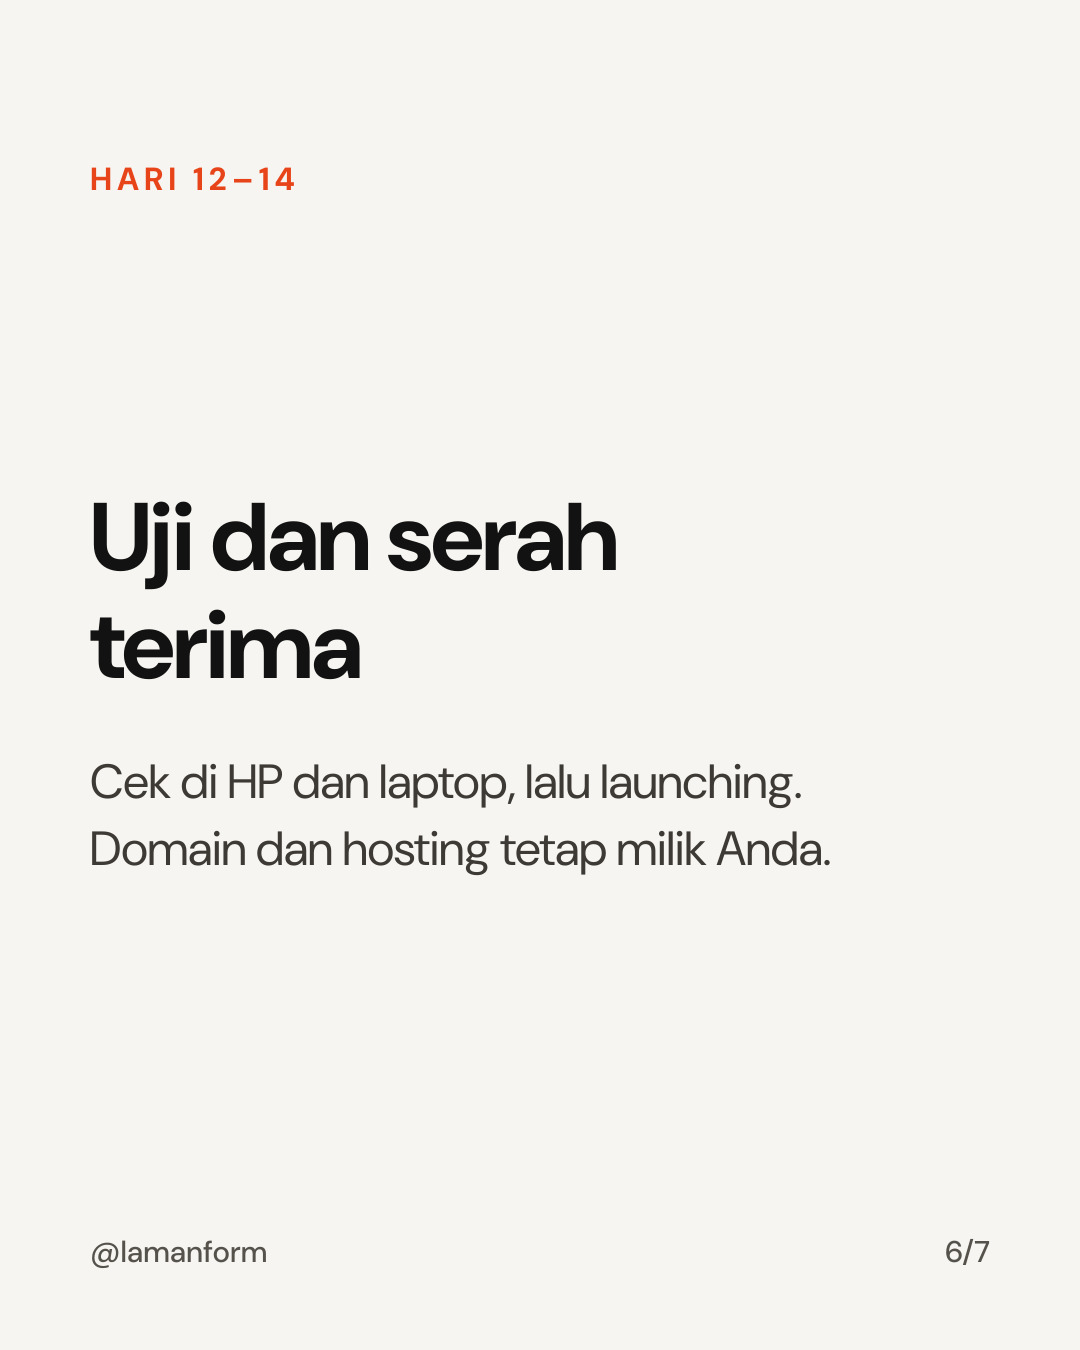 HARI 12–14
Uji dan serah
terima
Cek di HP dan laptop, lalu launching.
Domain dan hosting tetap milik Anda.
@lamanform
6/7